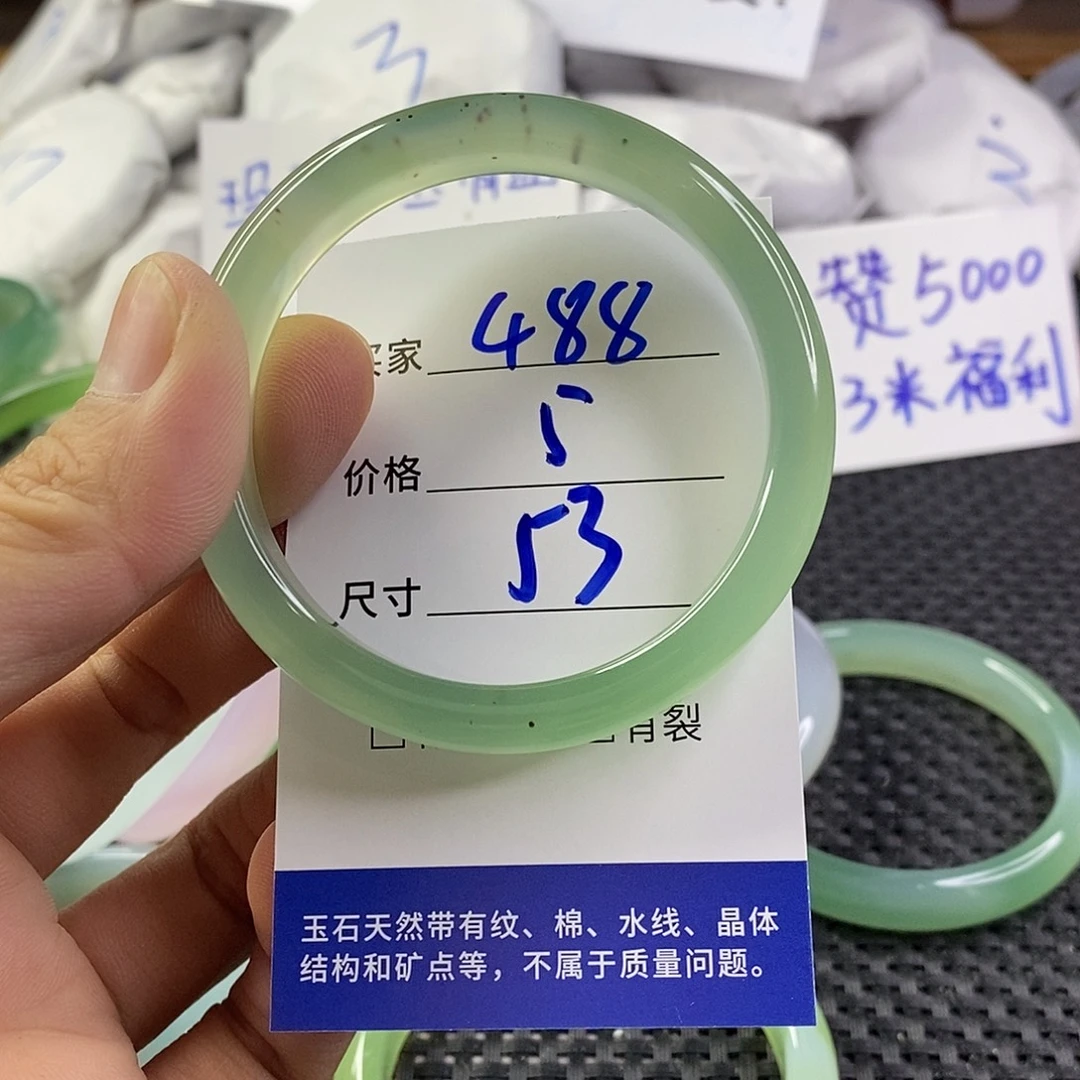 3
赞5000
3米福利
买家 488
价格 5
尺寸 53
有裂
玉石天然带有纹、棉、水线、晶体
结构和矿点等，不属于质量问题。